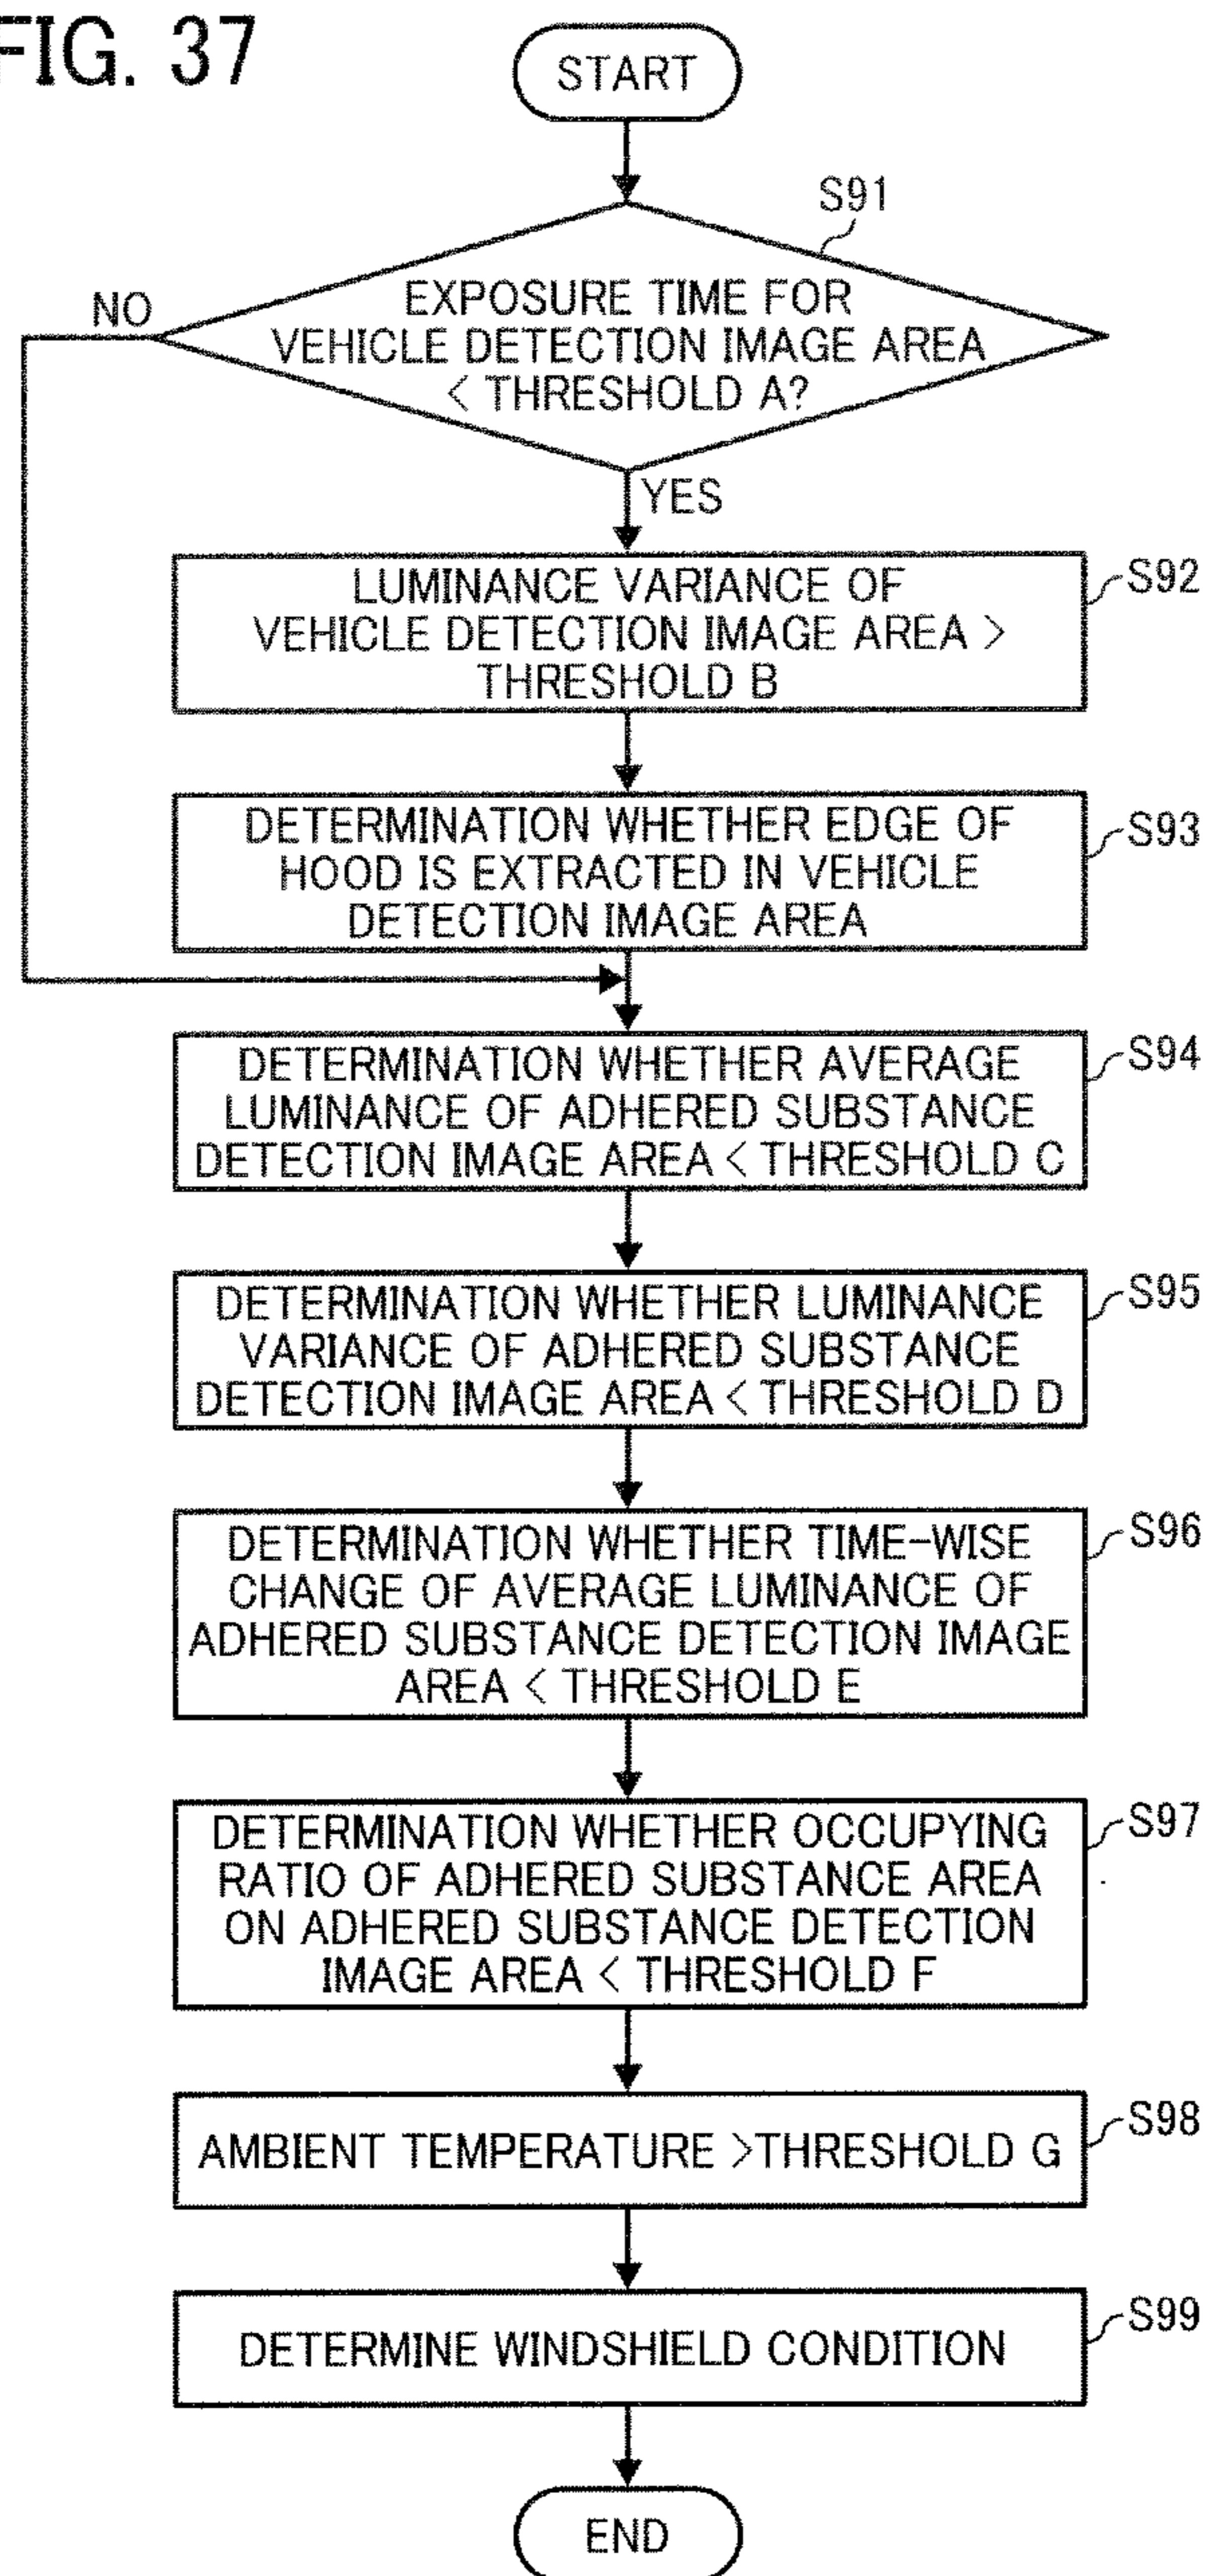 FIG. 37
START
S91
EXPOSURE TIME FOR
VEHICLE DETECTION IMAGE AREA
< THRESHOLD A?
NO
YES
LUMINANCE VARIANCE OF
VEHICLE DETECTION IMAGE AREA >
THRESHOLD B
S92
DETERMINATION WHETHER EDGE OF
HOOD IS EXTRACTED IN VEHICLE
DETECTION IMAGE AREA
S93
DETERMINATION WHETHER AVERAGE
LUMINANCE OF ADHERED SUBSTANCE
DETECTION IMAGE AREA < THRESHOLD C
S94
DETERMINATION WHETHER LUMINANCE
VARIANCE OF ADHERED SUBSTANCE
DETECTION IMAGE AREA < THRESHOLD D
S95
DETERMINATION WHETHER TIME-WISE
CHANGE OF AVERAGE LUMINANCE OF
ADHERED SUBSTANCE DETECTION IMAGE
AREA < THRESHOLD E
S96
DETERMINATION WHETHER OCCUPYING
RATIO OF ADHERED SUBSTANCE AREA
ON ADHERED SUBSTANCE DETECTION
IMAGE AREA < THRESHOLD F
S97
AMBIENT TEMPERATURE >THRESHOLD G
S98
DETERMINE WINDSHIELD CONDITION
S99
END